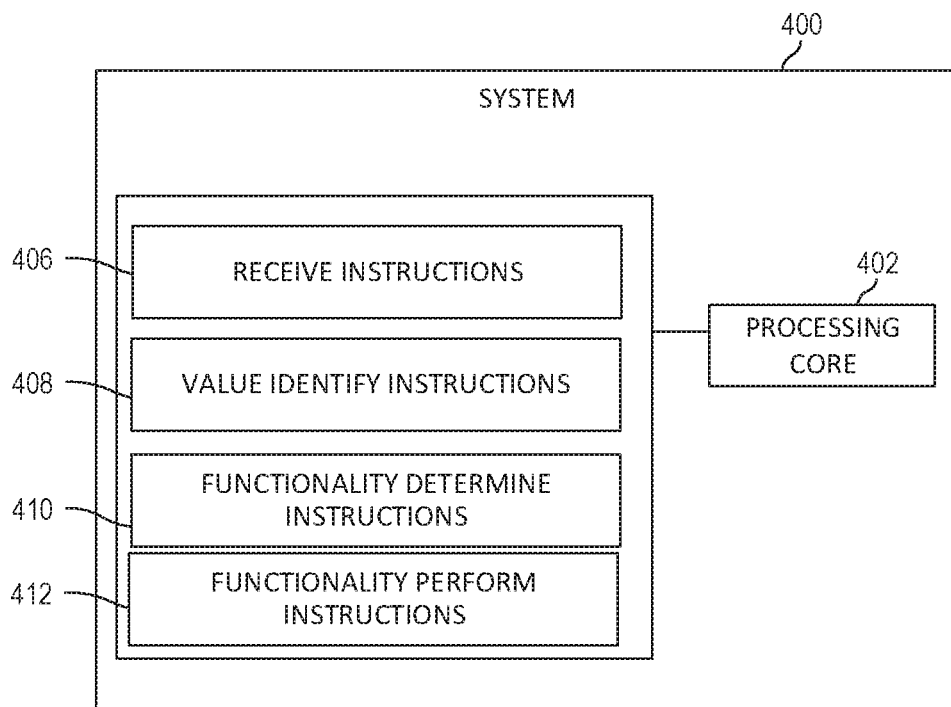 400
SYSTEM
406
RECEIVE INSTRUCTIONS
402
PROCESSING
CORE
408
VALUE IDENTIFY INSTRUCTIONS
410
FUNCTIONALITY DETERMINE
INSTRUCTIONS
412
FUNCTIONALITY PERFORM
INSTRUCTIONS